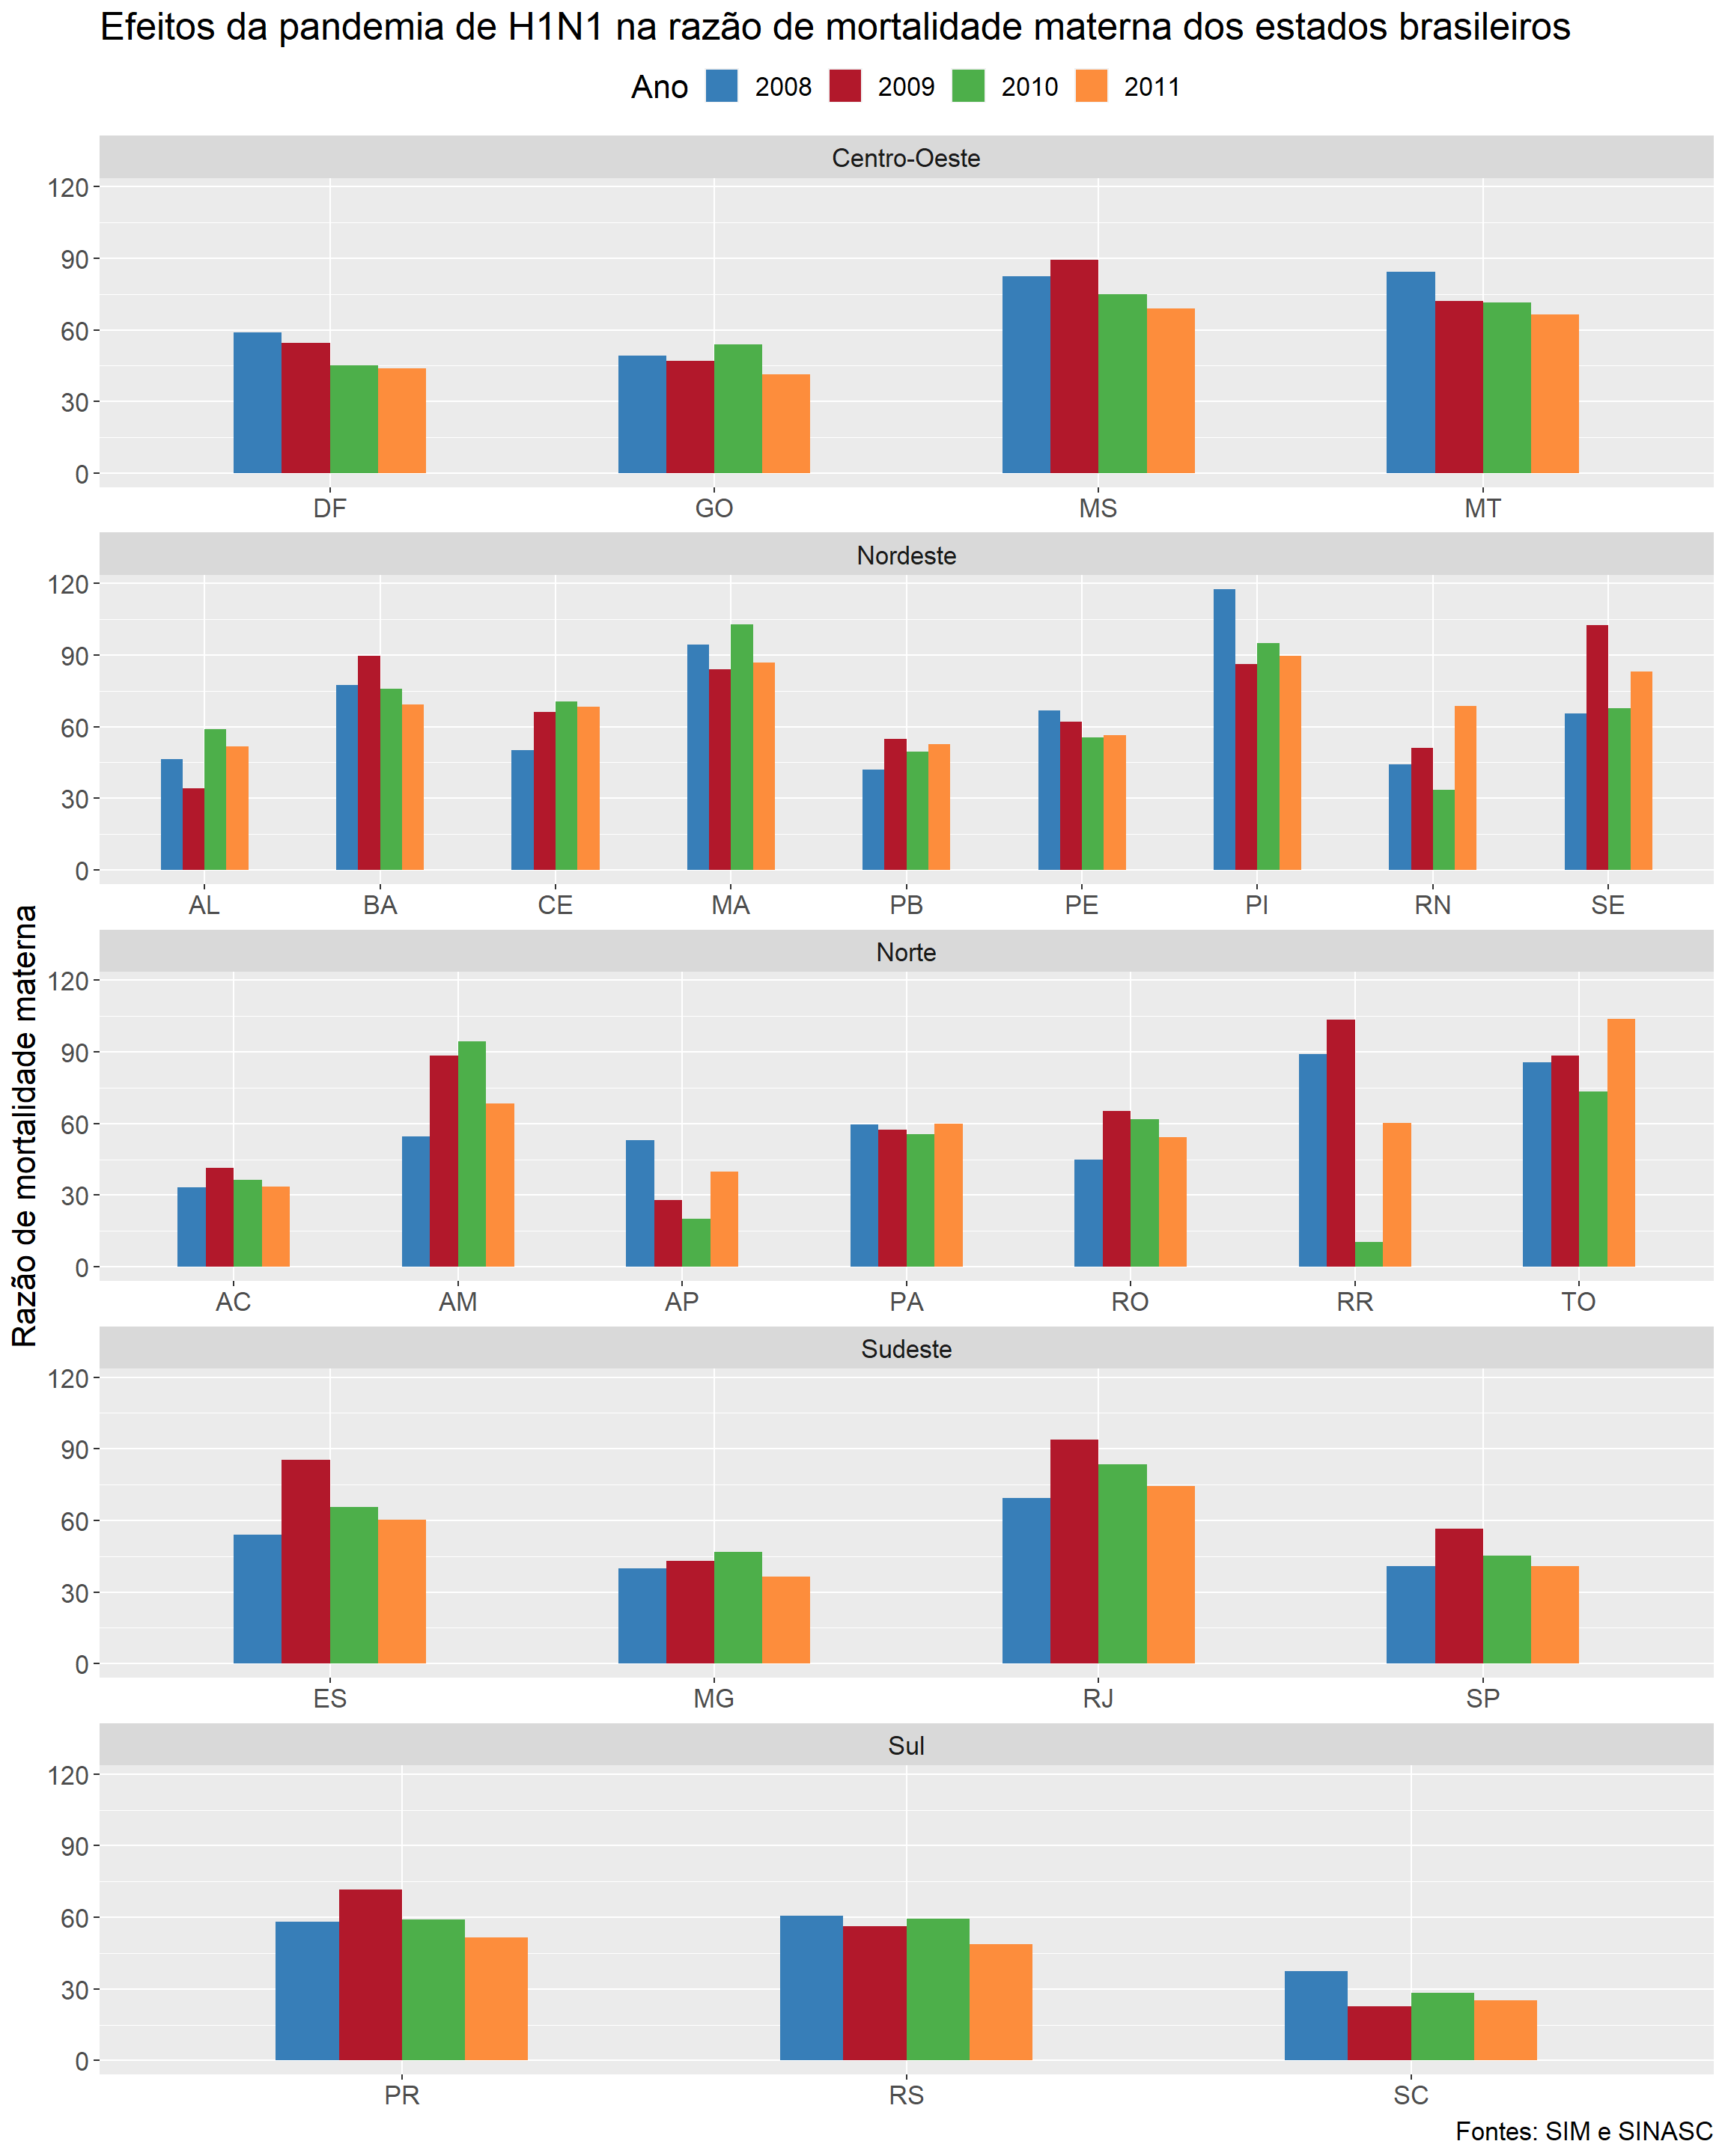 Efeitos da pandemia de H1N1 na razão de mortalidade materna dos estados brasileiros
Ano 2008 2009 2010 2011
Razão de mortalidade materna
Centro-Oeste
120
90
60
30
0
DF GO MS MT
Nordeste
120
90
60
30
0
AL BA CE MA PB PE PI RN SE
Norte
120
90
60
30
0
AC AM AP PA RO RR TO
Sudeste
120
90
60
30
0
ES MG RJ SP
Sul
120
90
60
30
0
PR RS SC
Fontes: SIM e SINASC